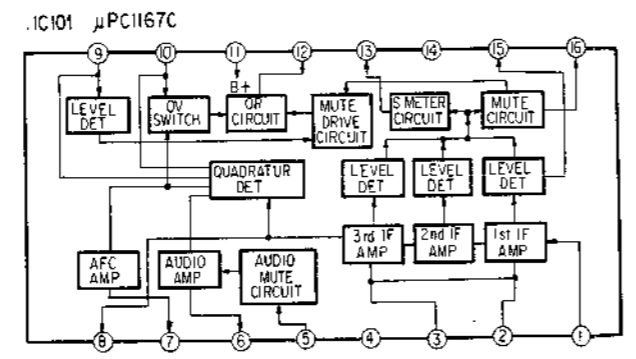 .IC101 μPC1167C
9 10 11 12 13 14 15 16
B+
LEVEL
DET
OV
SWITCH
OR
CIRCUIT
MUTE
DRIVE
CIRCUIT
S METER
CIRCUIT
MUTE
CIRCUIT
QUADRATUR
DET
LEVEL
DET
LEVEL
DET
LEVEL
DET
AFC
AMP
AUDIO
AMP
AUDIO
MUTE
CIRCUIT
3rd IF
AMP
2nd IF
AMP
1st IF
AMP
8 7 6 5 4 3 2 1